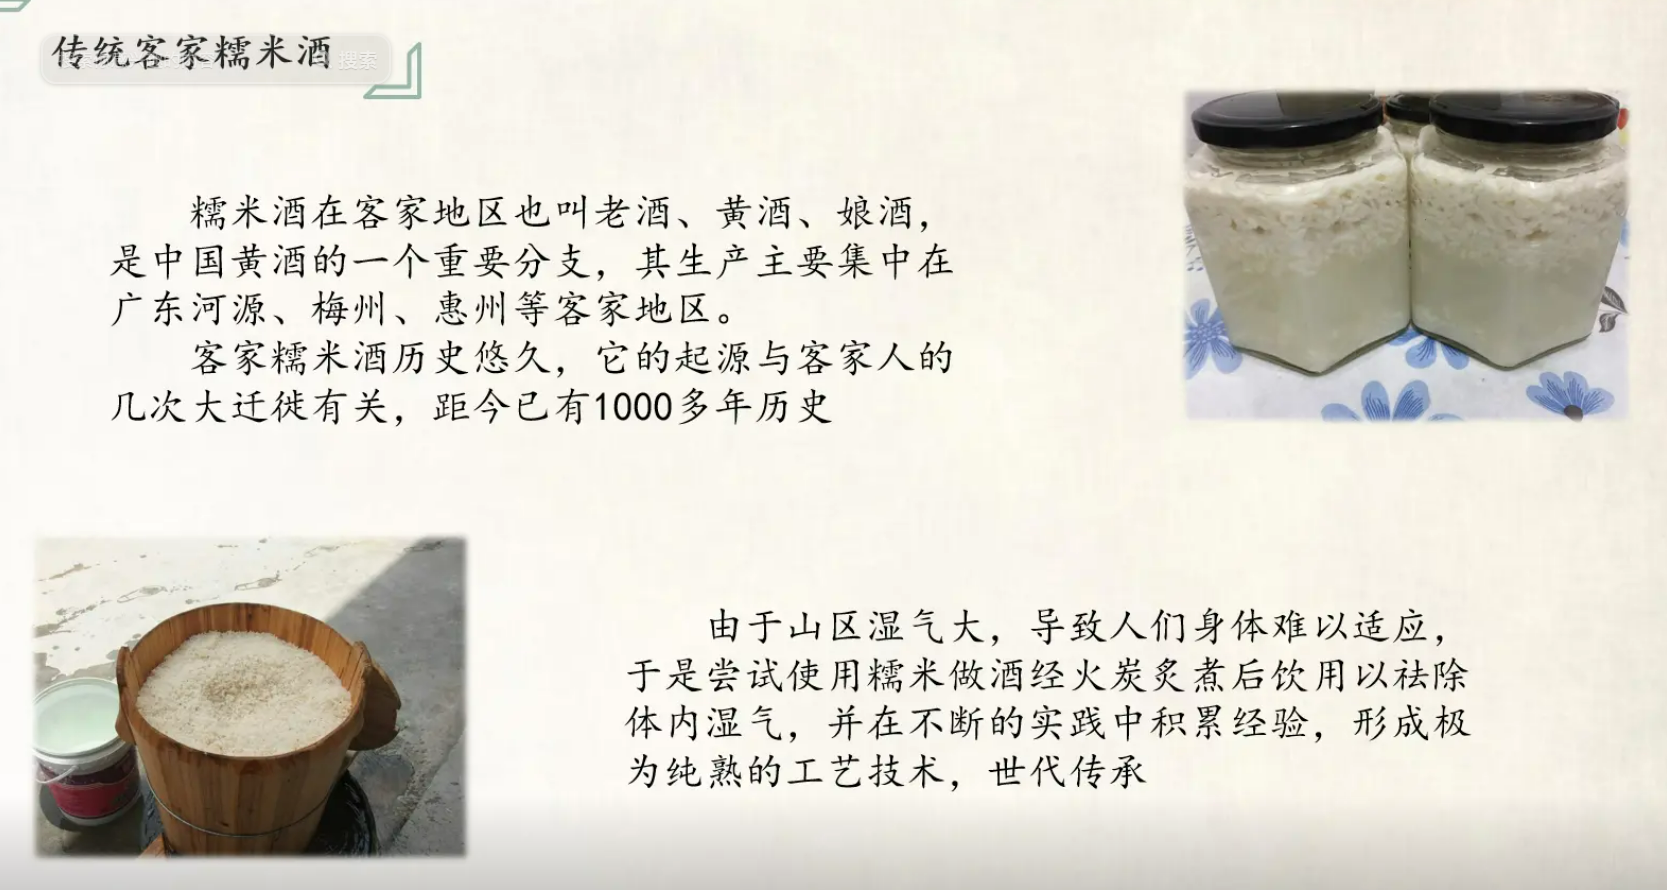 传统客家糯米酒
搜索
糯米酒在客家地区也叫老酒、黄酒、娘酒，
是中国黄酒的一个重要分支，其生产主要集中在
广东河源、梅州、惠州等客家地区。
客家糯米酒历史悠久，它的起源与客家人的
几次大迁徙有关，距今已有1000多年历史
由于山区湿气大，导致人们身体难以适应，
于是尝试使用糯米做酒经火炭炙煮后饮用以祛除
体内湿气，并在不断的实践中积累经验，形成极
为纯熟的工艺技术，世代传承